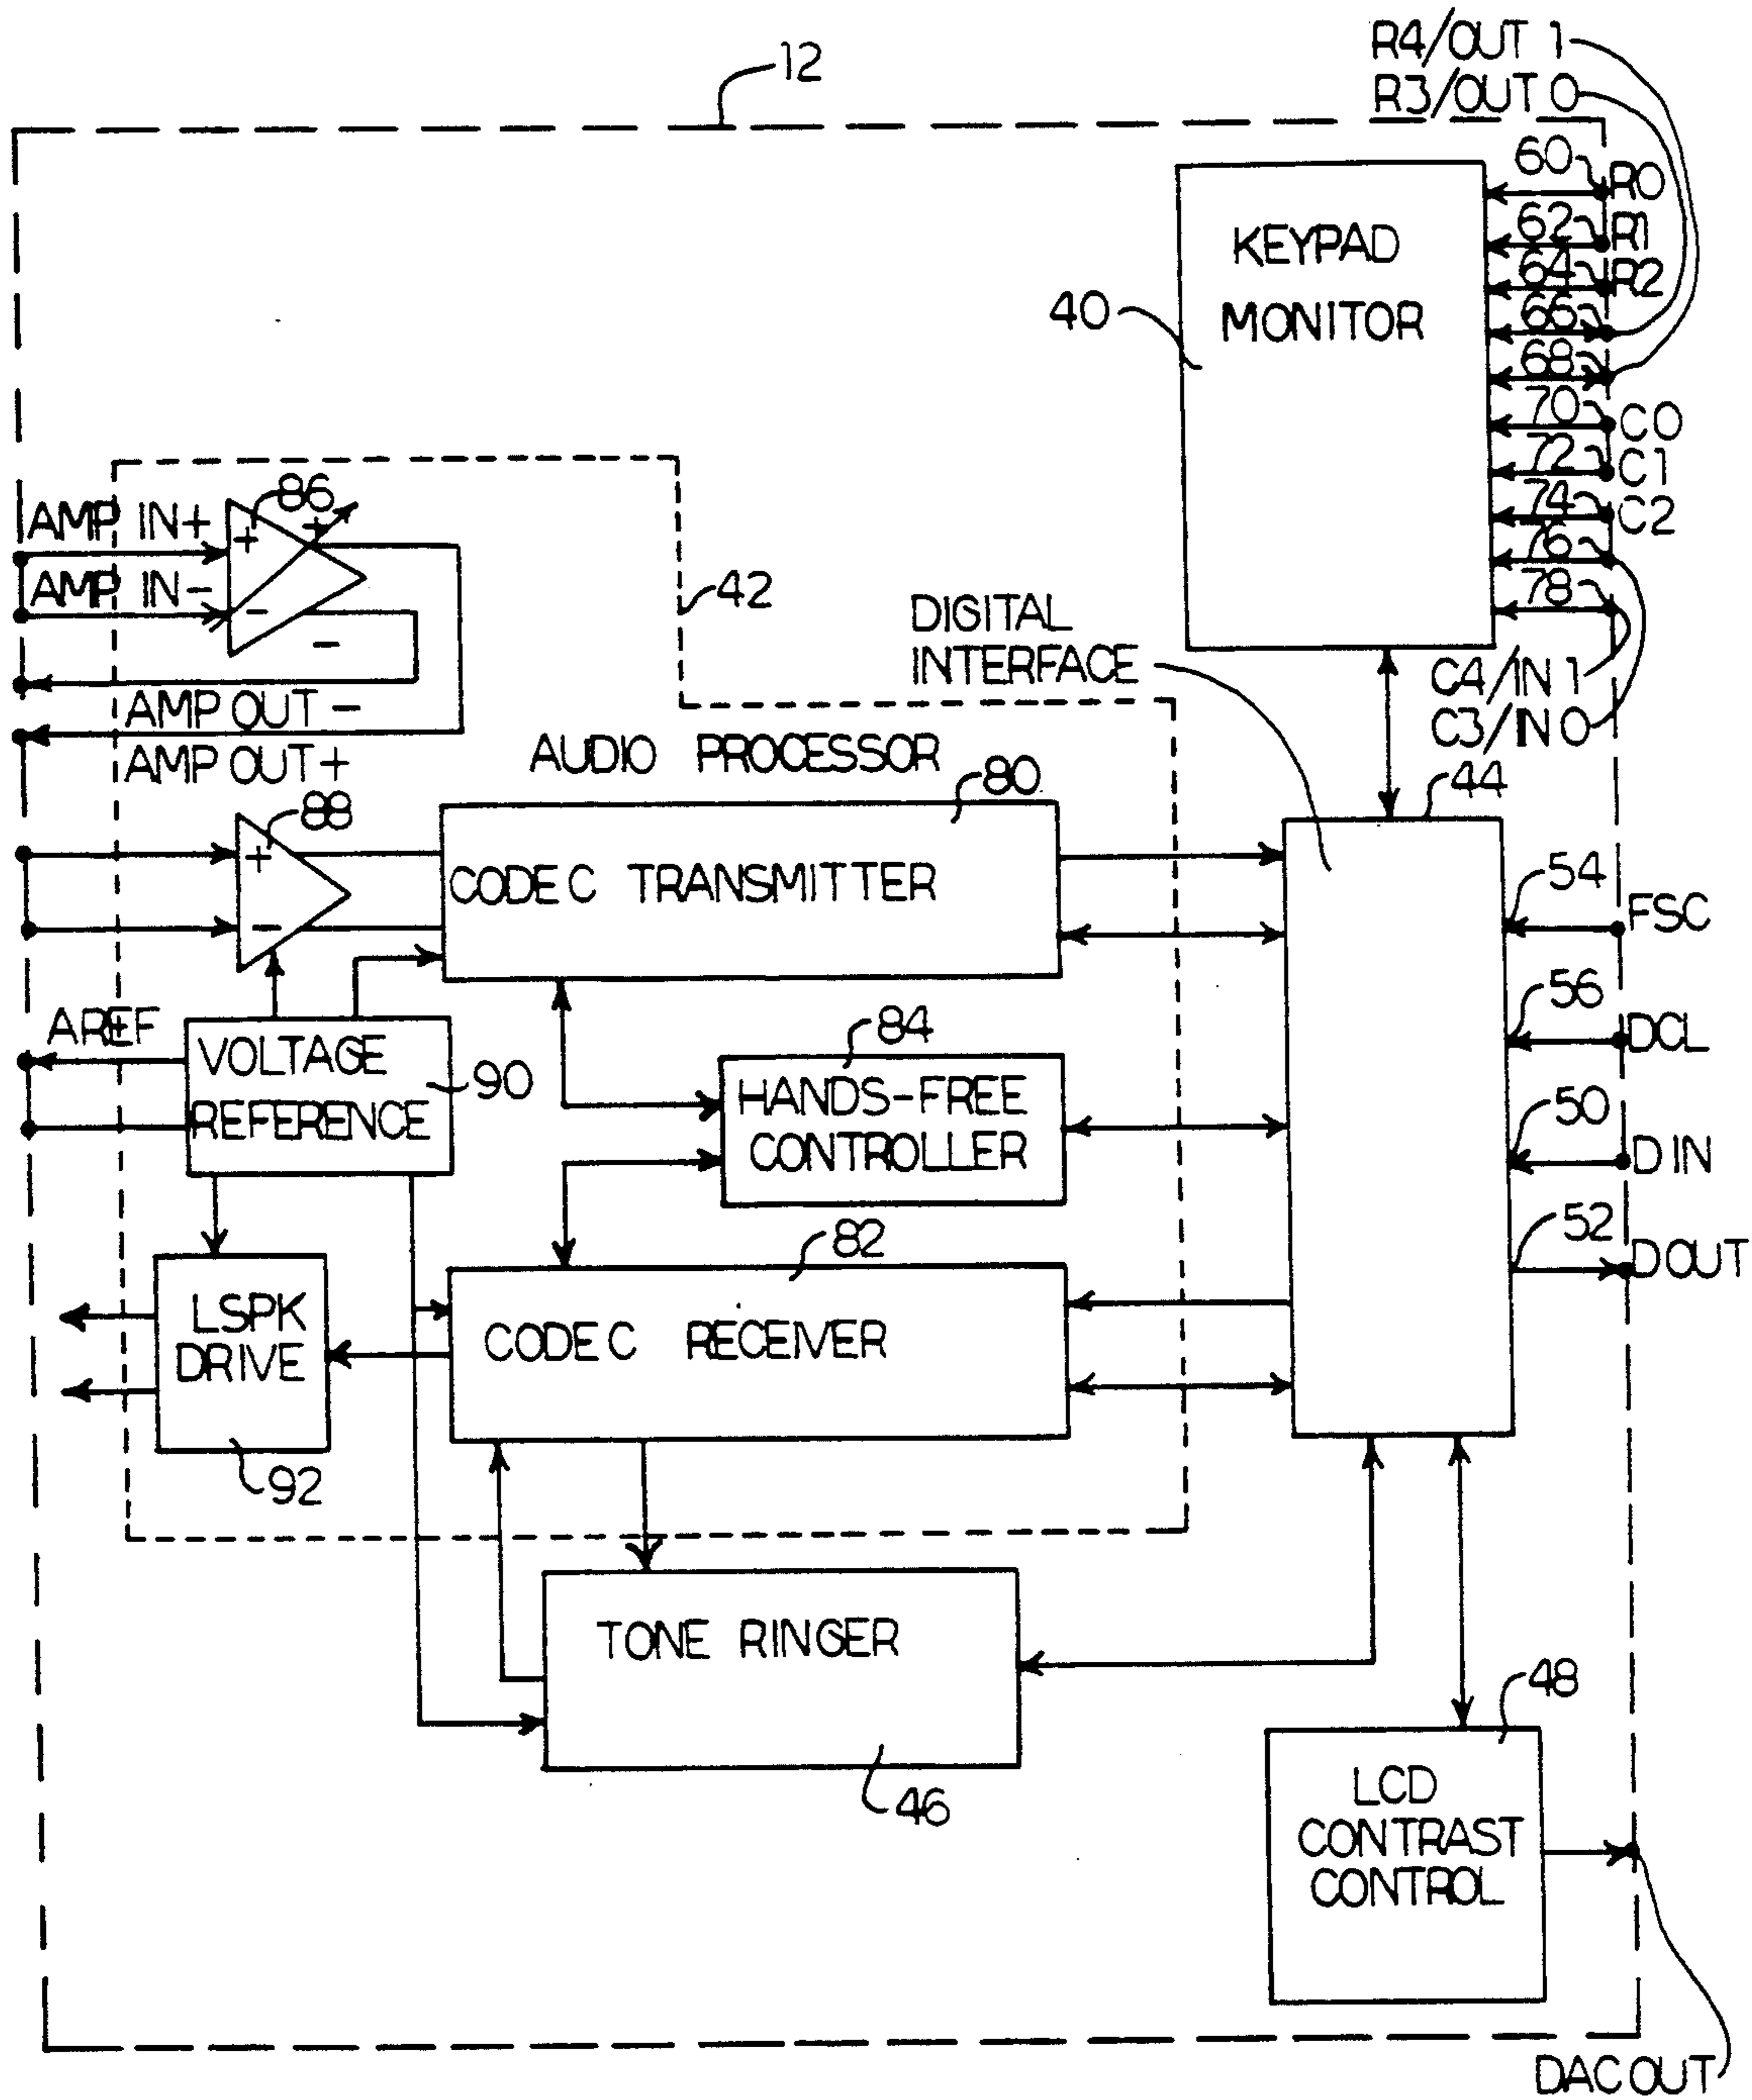 R4/OUT 1
R3/OUT 0
12
60
R0
62
R1
64
R2
66
68
70
C0
72
C1
74
C2
76
78
KEYPAD
MONITOR
40
C4/IN 1
C3/IN 0
AMP IN+
AMP IN-
86
+
+
-
-
42
AMP OUT -
AMP OUT +
DIGITAL
INTERFACE
AUDIO PROCESSOR
80
44
88
+
-
CODEC TRANSMITTER
54
FSC
56
DCL
50
D IN
52
D OUT
AREF
VOLTAGE
REFERENCE
90
84
HANDS-FREE
CONTROLLER
82
LSPK
DRIVE
92
CODEC RECEIVER
TONE RINGER
46
48
LCD
CONTRAST
CONTROL
DAC OUT